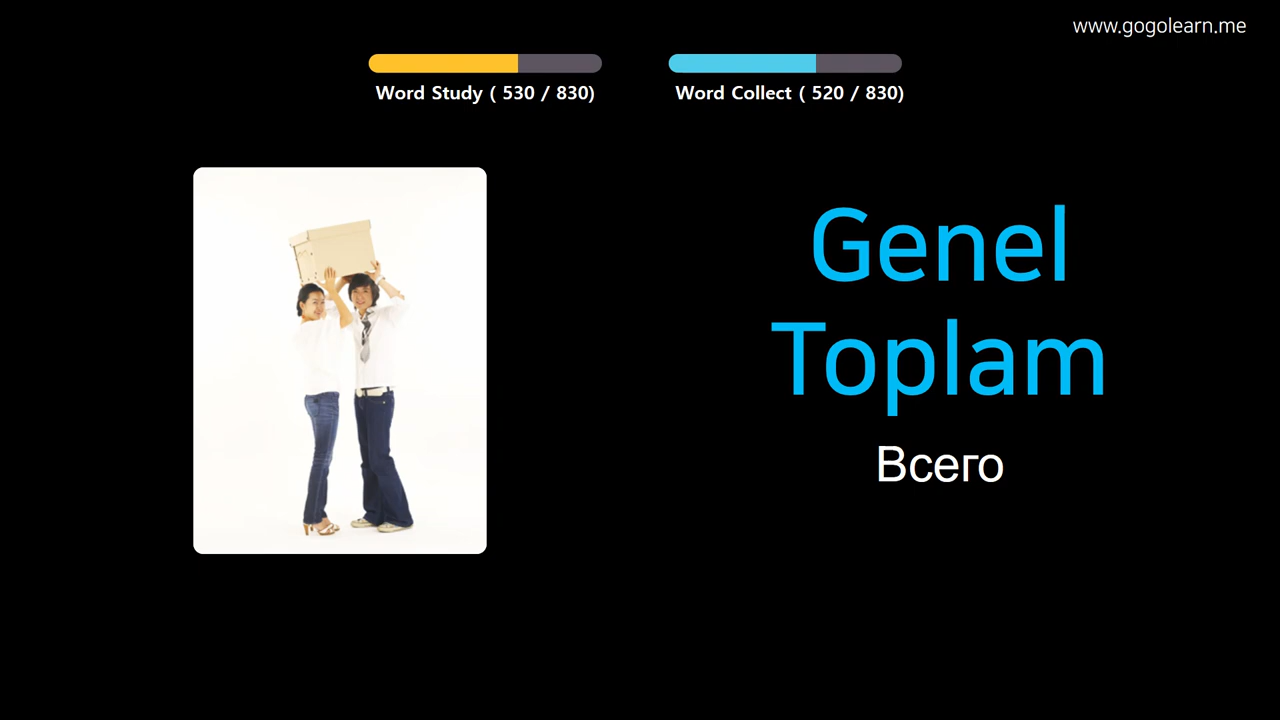 www.gogolearn.me
Word Study ( 530 / 830)
Word Collect ( 520 / 830)
Genel
Toplam
Всего